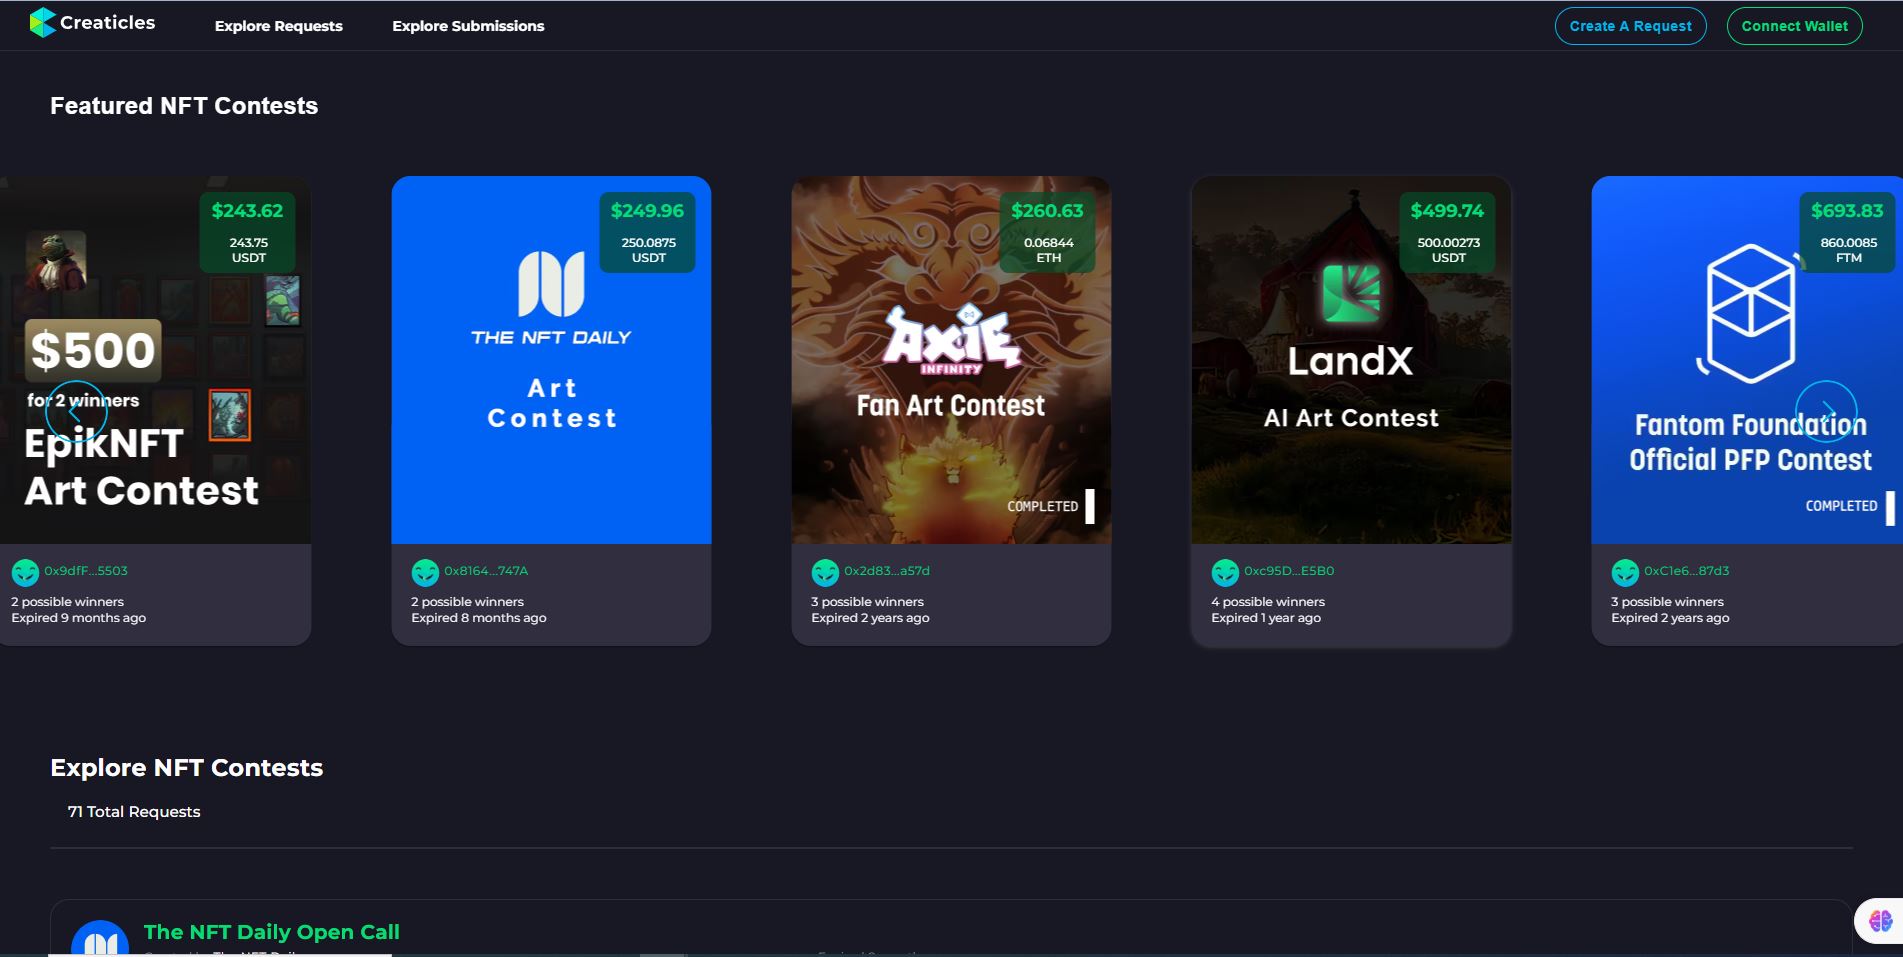 Creaticles
Explore Requests
Explore Submissions
Create A Request
Connect Wallet
Featured NFT Contests
$243.62
243.75
USDT
$500
for 2 winners
EpikNFT
Art Contest
0x9dfF...5503
2 possible winners
Expired 9 months ago
$249.96
250.0875
USDT
THE NFT DAILY
Art
Contest
0x8164...747A
2 possible winners
Expired 8 months ago
$260.63
0.06844
ETH
AXIE
INFINITY
Fan Art Contest
COMPLETED
0x2d83...a57d
3 possible winners
Expired 2 years ago
$499.74
500.00273
USDT
LandX
AI Art Contest
0xc95D...E5B0
4 possible winners
Expired 1 year ago
$693.83
860.0085
FTM
Fantom Foundation
Official PFP Contest
COMPLETED
0xC1e6...87d3
3 possible winners
Expired 2 years ago
Explore NFT Contests
71 Total Requests
The NFT Daily Open Call